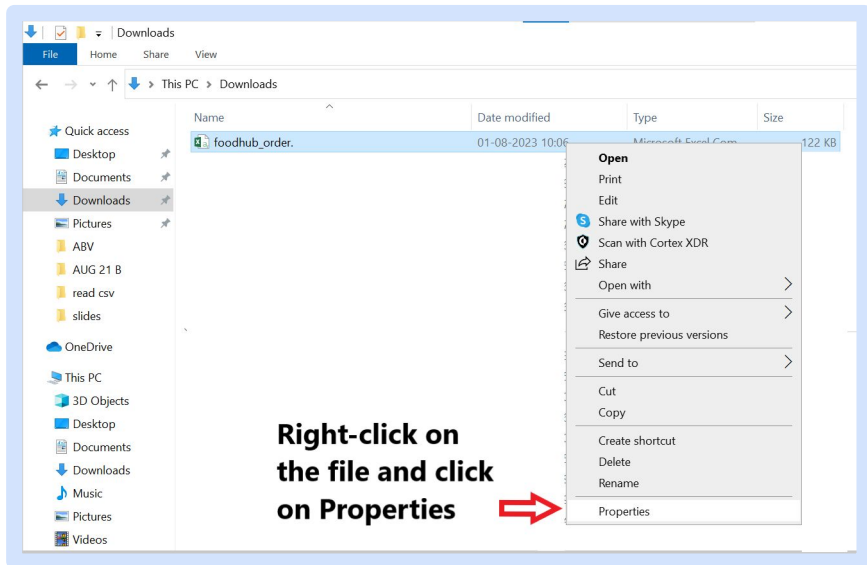 Downloads
File Home Share View
This PC > Downloads
Name Date modified Type Size
foodhub_order. 01-08-2023 10:06 Microsoft Excel Com 122 KB
Quick access
Desktop
Documents
Downloads
Pictures
ABV
AUG 21 B
read csv
slides
OneDrive
This PC
3D Objects
Desktop
Documents
Downloads
Music
Pictures
Videos
Open
Print
Edit
Share with Skype
Scan with Cortex XDR
Share
Open with
Give access to
Restore previous versions
Send to
Cut
Copy
Create shortcut
Delete
Rename
Properties
Right-click on
the file and click
on Properties